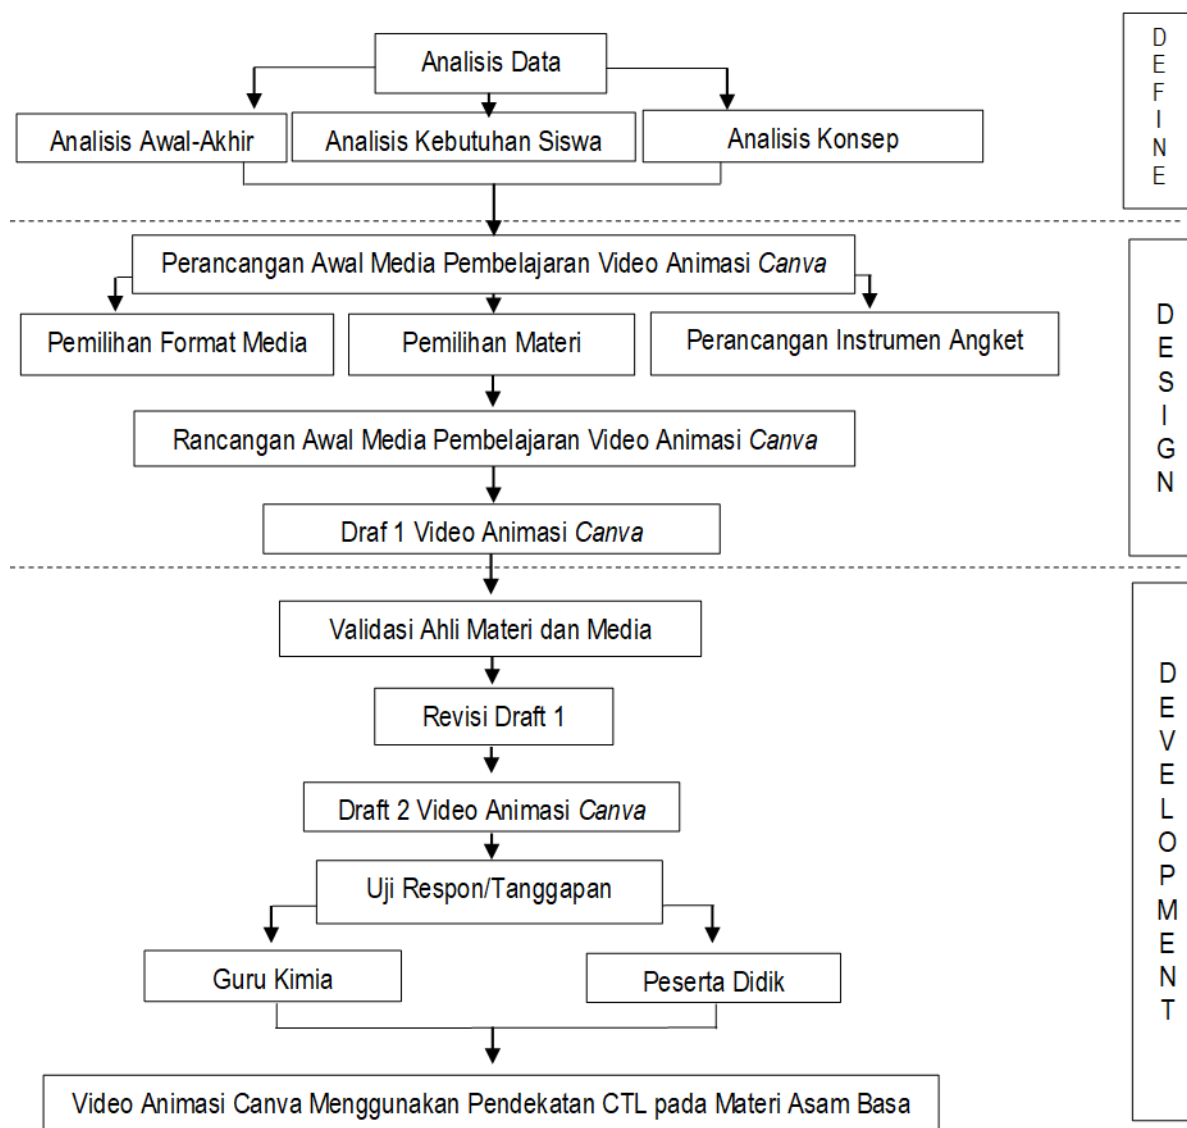 Analisis Data
Analisis Awal-Akhir
Analisis Kebutuhan Siswa
Analisis Konsep
DEFINE
Perancangan Awal Media Pembelajaran Video Animasi Canva
Pemilihan Format Media
Pemilihan Materi
Perancangan Instrumen Angket
Rancangan Awal Media Pembelajaran Video Animasi Canva
Draf 1 Video Animasi Canva
DESIGN
Validasi Ahli Materi dan Media
Revisi Draft 1
Draft 2 Video Animasi Canva
Uji Respon/Tanggapan
Guru Kimia
Peserta Didik
Video Animasi Canva Menggunakan Pendekatan CTL pada Materi Asam Basa
DEVELOPMENT